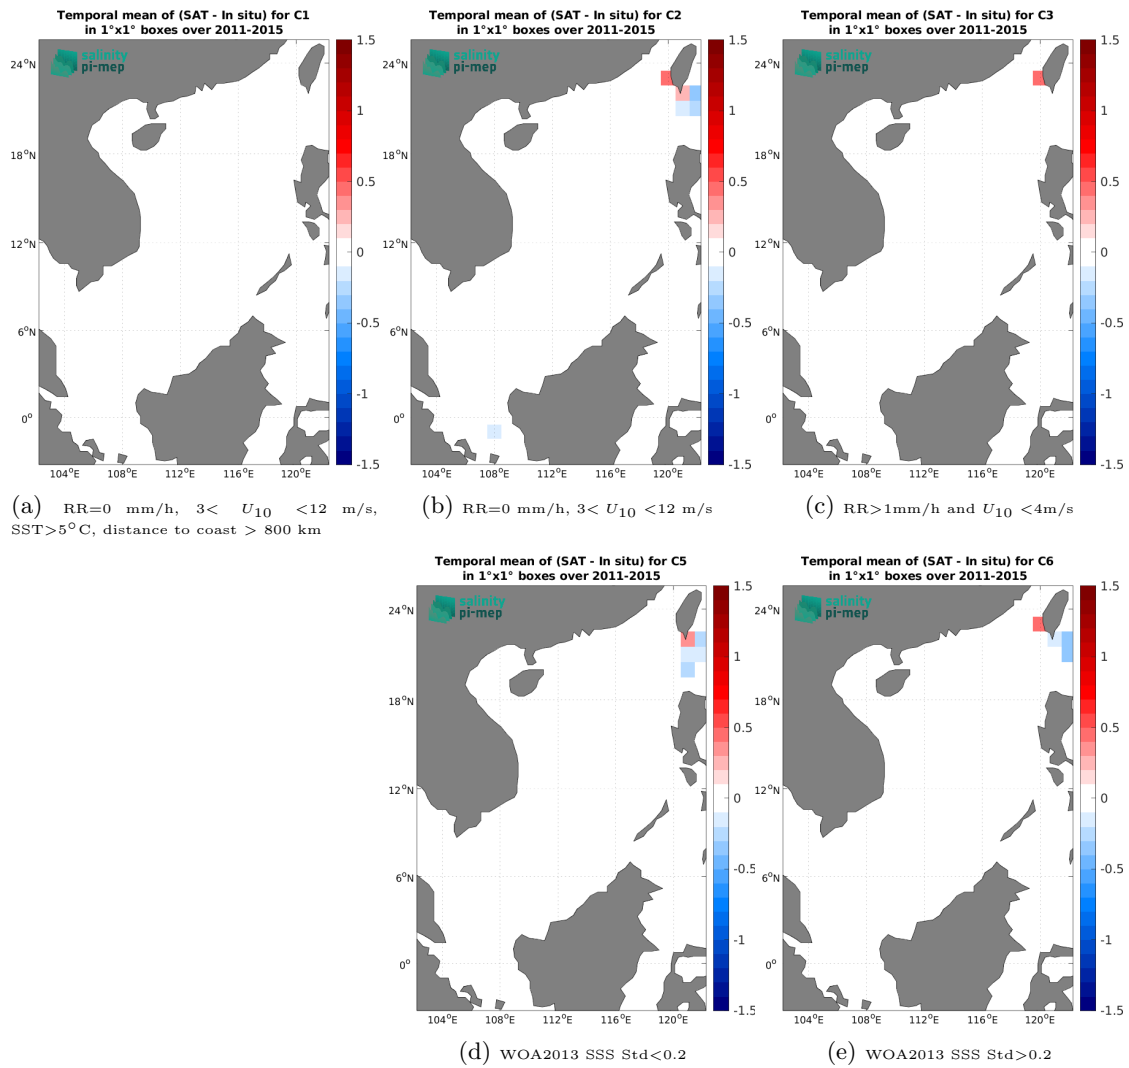 Temporal mean of (SAT - In situ) for C1
in 1°x1° boxes over 2011-2015
salinity
pi-mep
24°N
18°N
12°N
6°N
0°
104°E 108°E 112°E 116°E 120°E
1.5
1
0.5
0
-0.5
-1
-1.5
(a) RR=0 mm/h, 3< U10 <12 m/s,
SST>5°C, distance to coast > 800 km
Temporal mean of (SAT - In situ) for C2
in 1°x1° boxes over 2011-2015
salinity
pi-mep
24°N
18°N
12°N
6°N
0°
104°E 108°E 112°E 116°E 120°E
1.5
1
0.5
0
-0.5
-1
-1.5
(b) RR=0 mm/h, 3< U10 <12 m/s
Temporal mean of (SAT - In situ) for C3
in 1°x1° boxes over 2011-2015
salinity
pi-mep
24°N
18°N
12°N
6°N
0°
104°E 108°E 112°E 116°E 120°E
1.5
1
0.5
0
-0.5
-1
-1.5
(c) RR>1mm/h and U10 <4m/s
Temporal mean of (SAT - In situ) for C5
in 1°x1° boxes over 2011-2015
salinity
pi-mep
24°N
18°N
12°N
6°N
0°
104°E 108°E 112°E 116°E 120°E
1.5
1
0.5
0
-0.5
-1
-1.5
(d) WOA2013 SSS Std<0.2
Temporal mean of (SAT - In situ) for C6
in 1°x1° boxes over 2011-2015
salinity
pi-mep
24°N
18°N
12°N
6°N
0°
104°E 108°E 112°E 116°E 120°E
1.5
1
0.5
0
-0.5
-1
-1.5
(e) WOA2013 SSS Std>0.2